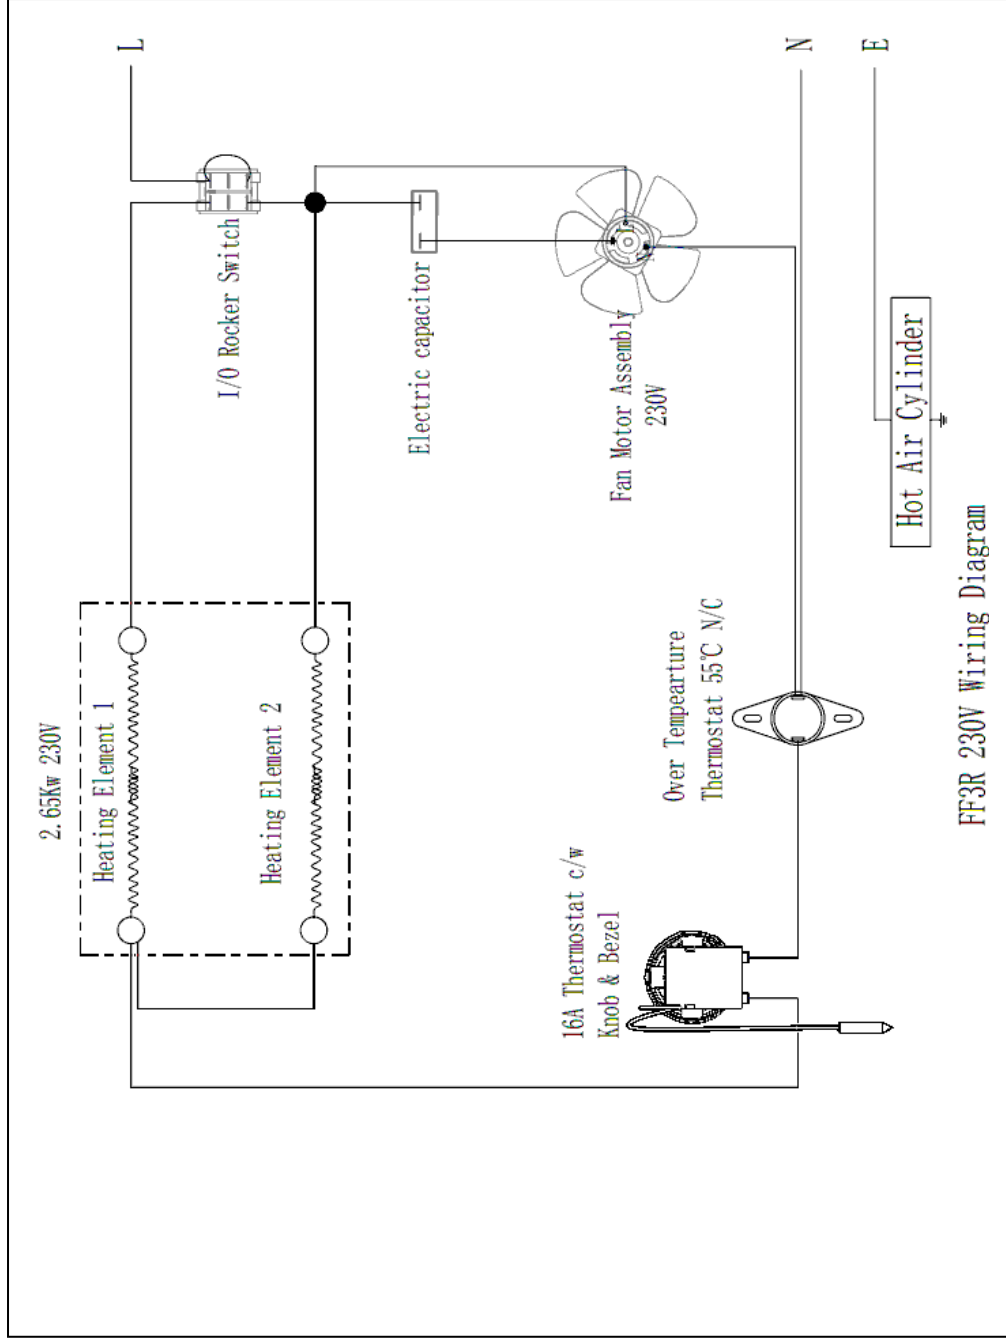 L
N
E
I/O Rocker Switch
Electric capacitor
Fan Motor Assembly
230V
Hot Air Cylinder
2.65Kw 230V
Heating Element 1
Heating Element 2
Over Tempearture
Thermostat 55℃ N/C
16A Thermostat c/w
Knob & Bezel
FF3R 230V Wiring Diagram